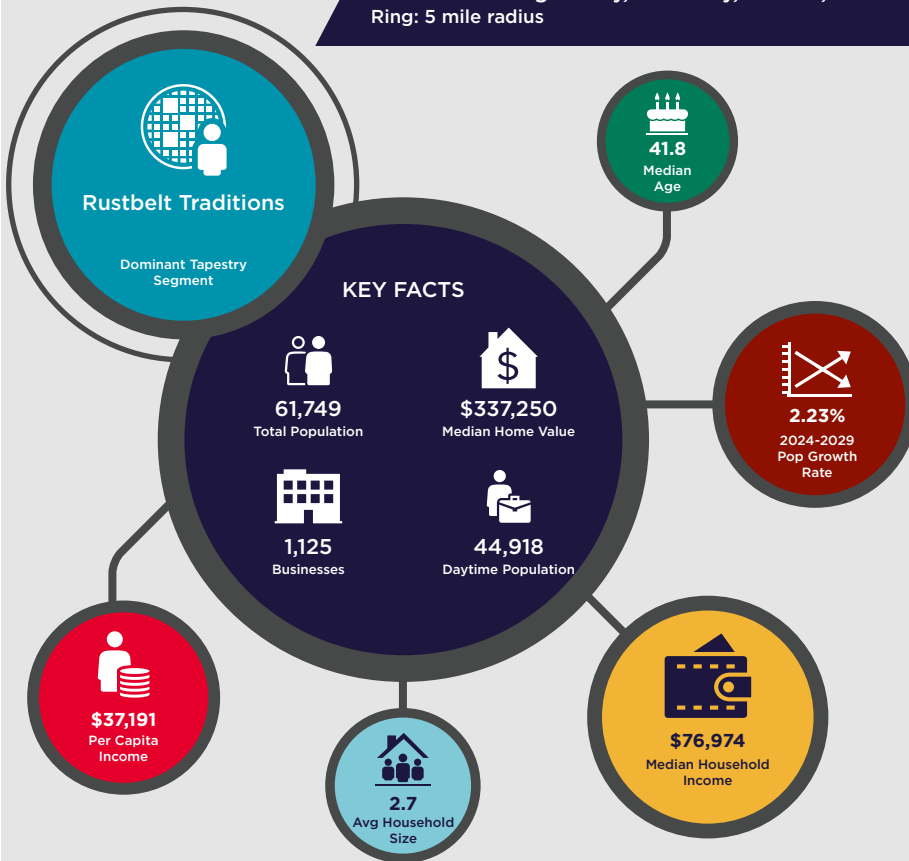 Ring: 5 mile radius
Rustbelt Traditions
Dominant Tapestry
Segment
41.8
Median
Age
KEY FACTS
61,749
Total Population
$337,250
Median Home Value
1,125
Businesses
44,918
Daytime Population
2.23%
2024-2029
Pop Growth
Rate
$37,191
Per Capita
Income
2.7
Avg Household
Size
$76,974
Median Household
Income